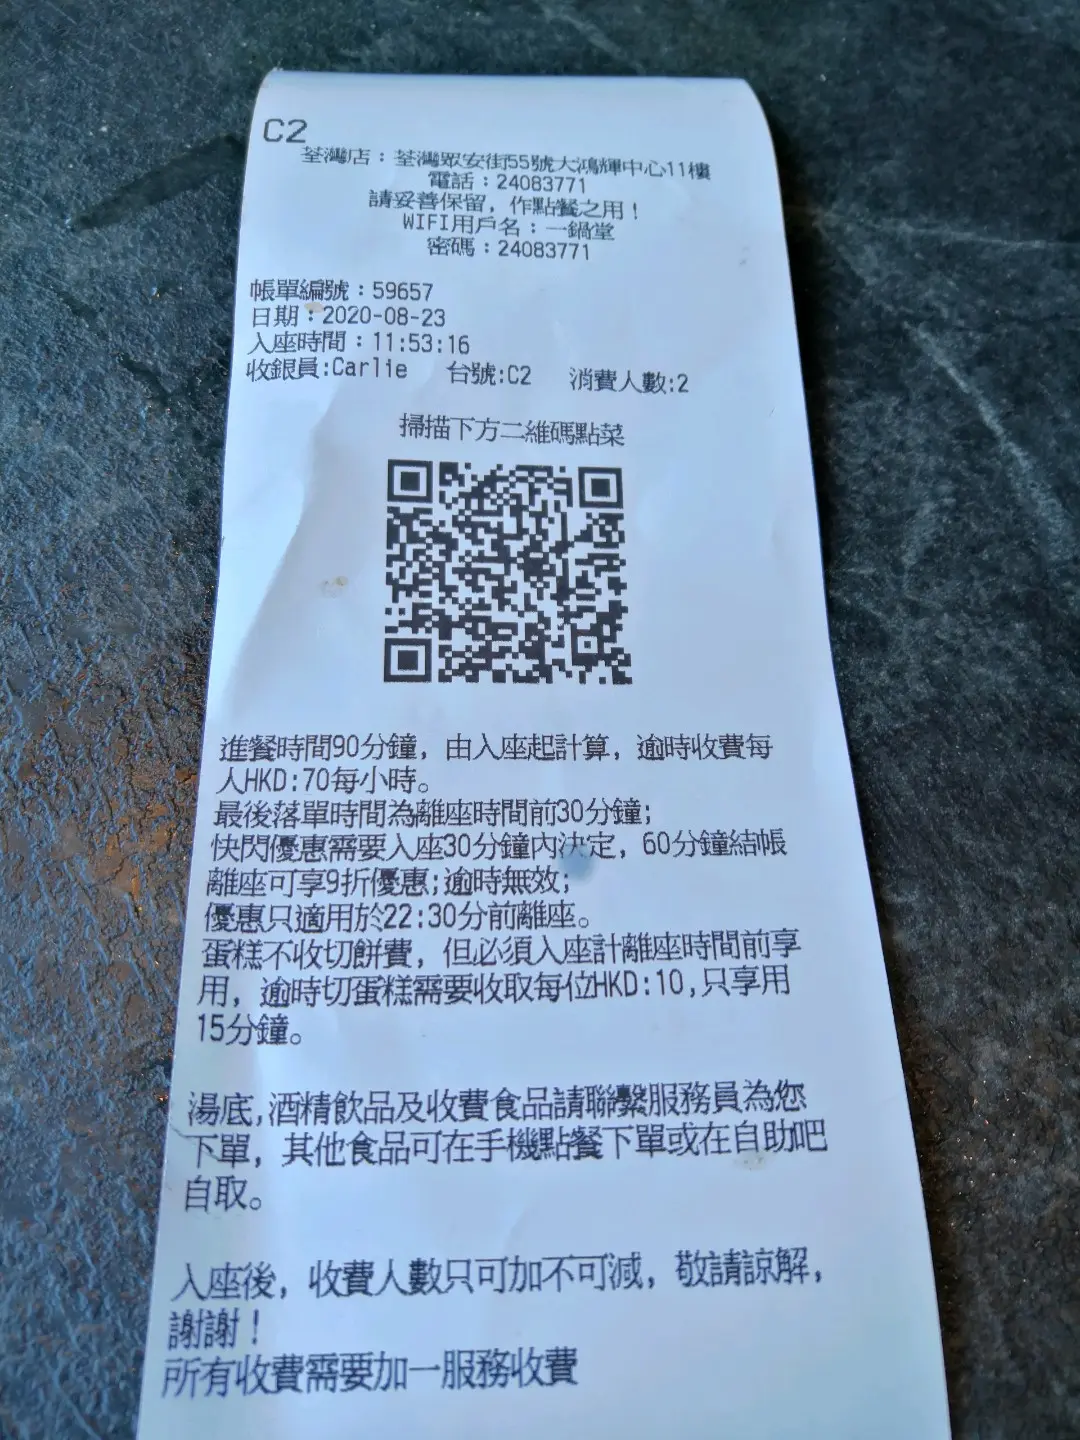 C2
荃灣店：荃灣眾安街55號大鴻輝中心11樓
電話：24083771
請妥善保留，作點餐之用！
WIFI用戶名：一鍋堂
密碼：24083771
帳單編號：59657
日期：2020-08-23
入座時間：11:53:16
收銀員:Carlie 台號:C2 消費人數:2
掃描下方二維碼點菜
進餐時間90分鐘，由入座起計算，逾時收費每
人HKD:70每小時。
最後落單時間為離座時間前30分鐘;
快閃優惠需要入座30分鐘內決定，60分鐘結帳
離座可享9折優惠;逾時無效;
優惠只適用於22:30分前離座。
蛋糕不收切餅費，但必須入座計離座時間前享
用，逾時切蛋糕需要收取每位HKD:10,只享用
15分鐘。
湯底,酒精飲品及收費食品請聯繫服務員為您
下單，其他食品可在手機點餐下單或在自助吧
自取。
入座後，收費人數只可加不可減，敬請諒解，
謝謝！
所有收費需要加一服務收費